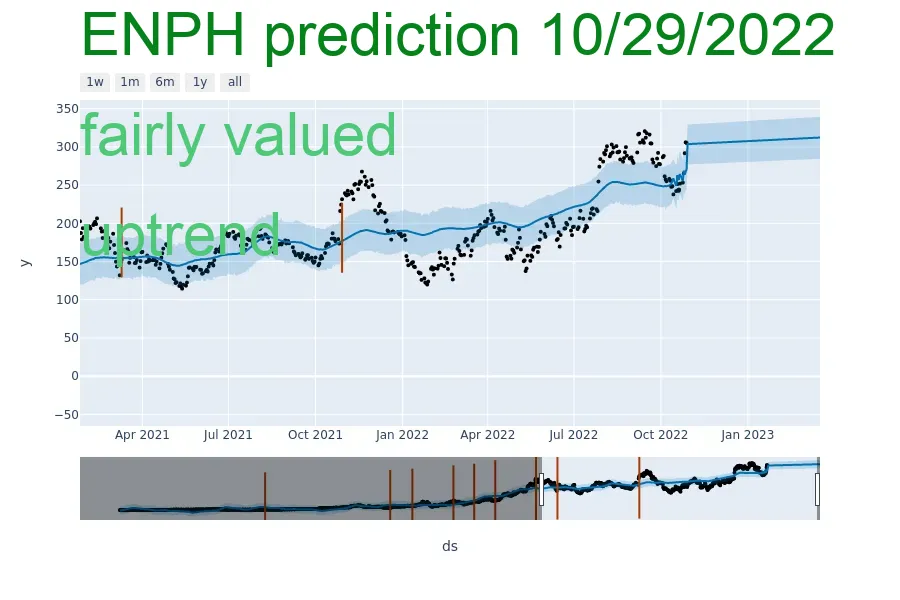 ENPH prediction 10/29/2022
1w 1m 6m 1y all
fairly valued
uptrend
350
300
250
200
150
100
50
0
−50
y
Apr 2021 Jul 2021 Oct 2021 Jan 2022 Apr 2022 Jul 2022 Oct 2022 Jan 2023
ds